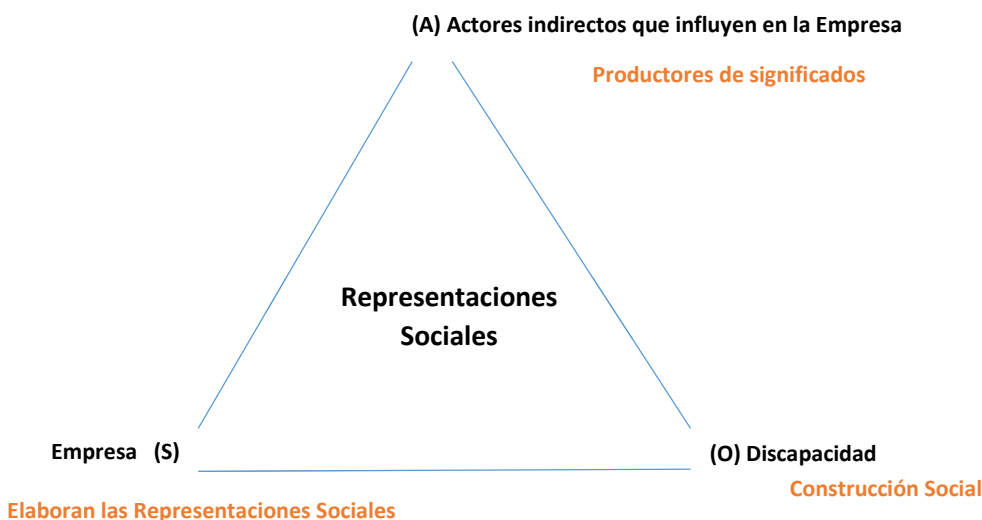 (A) Actores indirectos que influyen en la Empresa
Productores de significados
Representaciones
Sociales
Empresa (S)
(O) Discapacidad
Construcción Social
Elaboran las Representaciones Sociales